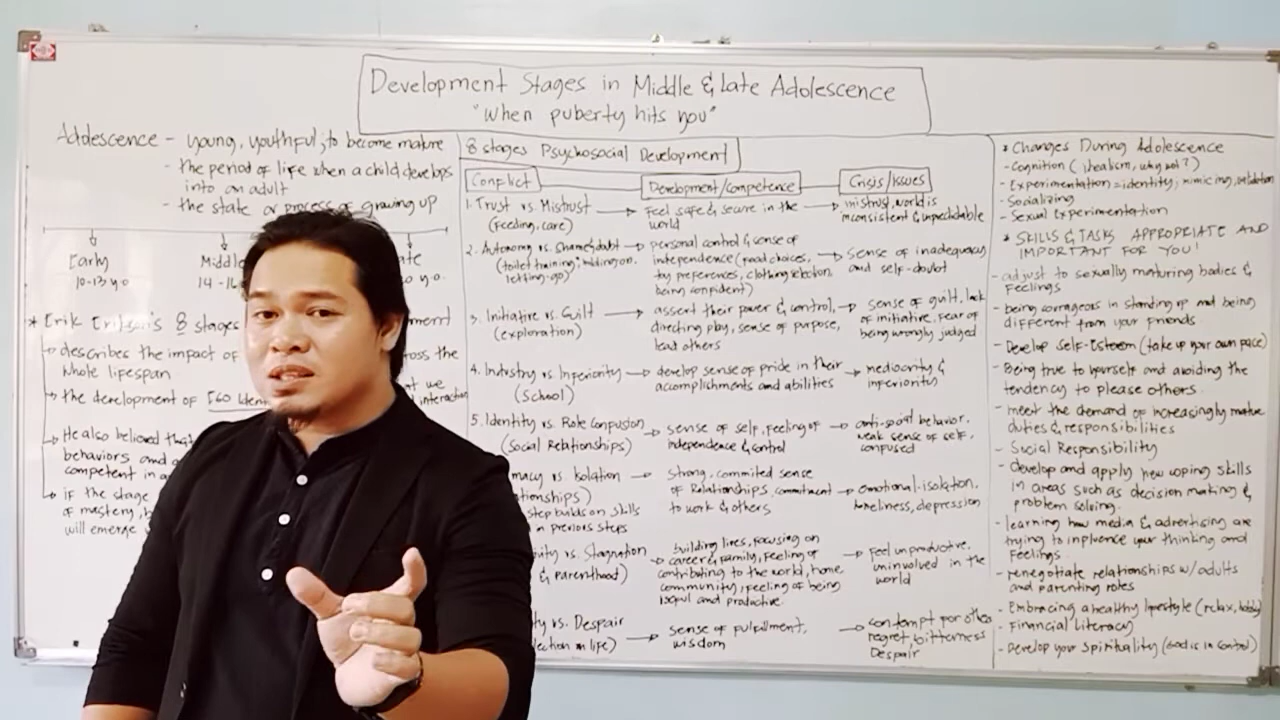 Development Stages in Middle & Late Adolescence
"When puberty hits you"
Adolescence - young, youthful, to become mature
- the period of life when a child develops
into an adult
- the state or process of growing up
Early
10-13 y.o
Middle
14-16
y.o.
* Erik Erikson's 8 stages
describes the impact of
whole lifespan
the development of EGO
we
He also believed that
behaviors and
competent in a
if the stage
of mastery,
will emerge
8 stages Psychosocial Development
Conflict
Development/competence
Crisis/Issues
1. Trust vs. Mistrust
(Feeding, care)
Feel safe & secure in the
world
mistrust, world is
inconsistent & unpredictable
2. Autonomy vs. Shame & doubt
(toilet training, holding on.
letting-go)
personal control & sense of
independence (food choices,
toy preferences, clothing selection
being confident)
Sense of inadequacy
and self-doubt
3. Initiative vs. Guilt
(exploration)
assert their power & control,
directing play, sense of purpose,
lead others
sense of guilt, lack
of initiative, fear of
being wrongly judged
4. Industry vs. Inferiority
(School)
develop sense of pride in their
accomplishments and abilities
mediocrity &
inferiority
5. Identity vs. Role Confusion
(Social Relationships)
sense of self, feeling of
independence & control
anti-social behavior,
weak sense of self,
confused
macy vs. Isolation
tionships)
step builds on skills
n previous steps
Strong, commited sense
of Relationships, commitment
to work & others
emotional-isolation,
loneliness, depression
ity vs. Stagnation
& parenthood)
building lives, focusing on
career & family, feeling of
contributing to the world, home
community, feeling of being
useful and productive
Feel unproductive,
uninvolved in the
world
ty vs. Despair
lection on life)
sense of fulfillment,
wisdom
contempt for other
regret, bitterness
Despair
* Changes During Adolescence
- Cognition (idealism, why not?)
- Experimentation = identity, mimicing, validation
- Socializing
- Sexual Experimentation
* SKILLS & TASKS APPROPRIATE AND
IMPORTANT FOR YOU!
- adjust to sexually maturing bodies &
feelings
- being courageous in standing up and being
different from your friends.
- Develop Self-Esteem (take up your own pace)
- Being true to yourself and avoiding the
tendency to please others.
- meet the demand of increasingly mature
duties & responsibilities
- Social Responsibility
- develop and apply new coping skills
in areas such as decision making &
problem solving.
- learning how media & advertising are
trying to influence your thinking and
feelings
- renegotiate relationships w/ adults
and parenting roles
- Embracing a healthy lifestyle (relax, hobby)
- Financial Literacy
- Develop your Spirituality (God is in control)